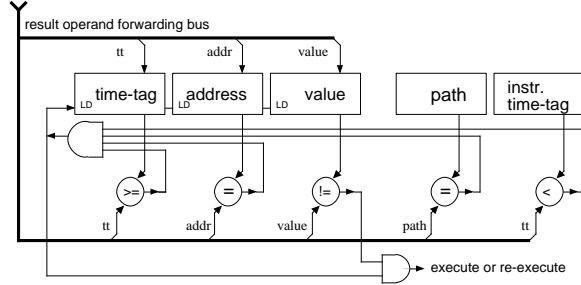 result operand forwarding bus
tt addr value
LD time-tag LD address LD value path instr.
time-tag
>= = != = <
tt addr value path tt
execute or re-execute